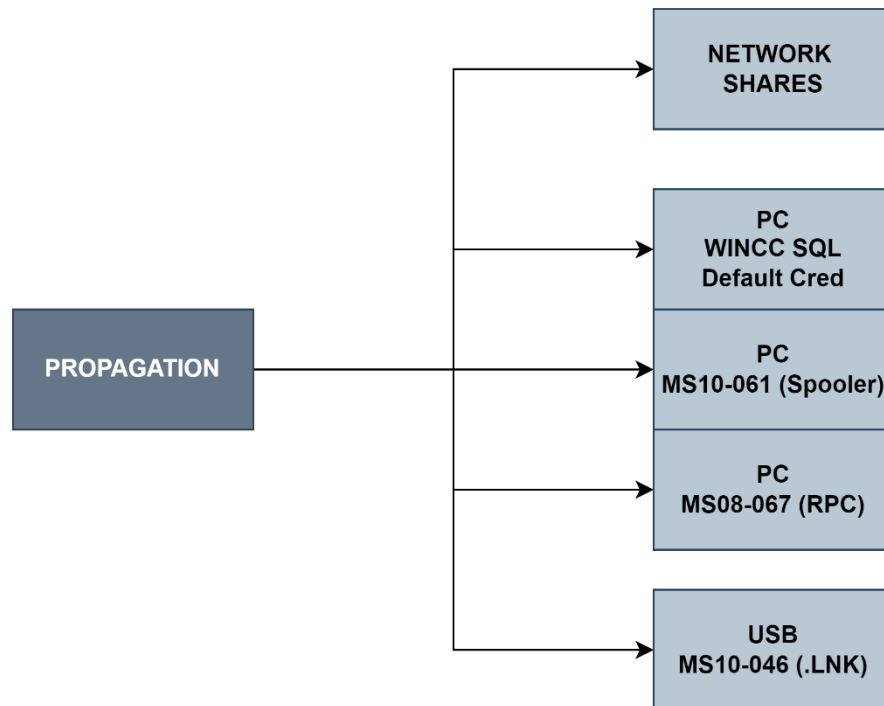 NETWORK
SHARES
PC
WINCC SQL
Default Cred
PROPAGATION
PC
MS10-061 (Spooler)
PC
MS08-067 (RPC)
USB
MS10-046 (.LNK)